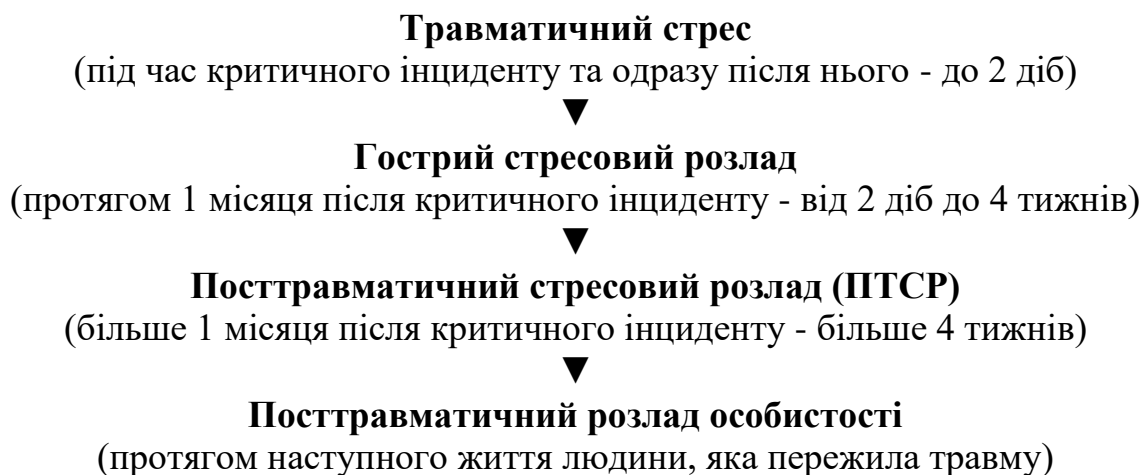 Травматичний стрес
(під час критичного інциденту та одразу після нього - до 2 діб)
▼
Гострий стресовий розлад
(протягом 1 місяця після критичного інциденту - від 2 діб до 4 тижнів)
▼
Посттравматичний стресовий розлад (ПТСР)
(більше 1 місяця після критичного інциденту - більше 4 тижнів)
▼
Посттравматичний розлад особистості
(протягом наступного життя людини, яка пережила травму)